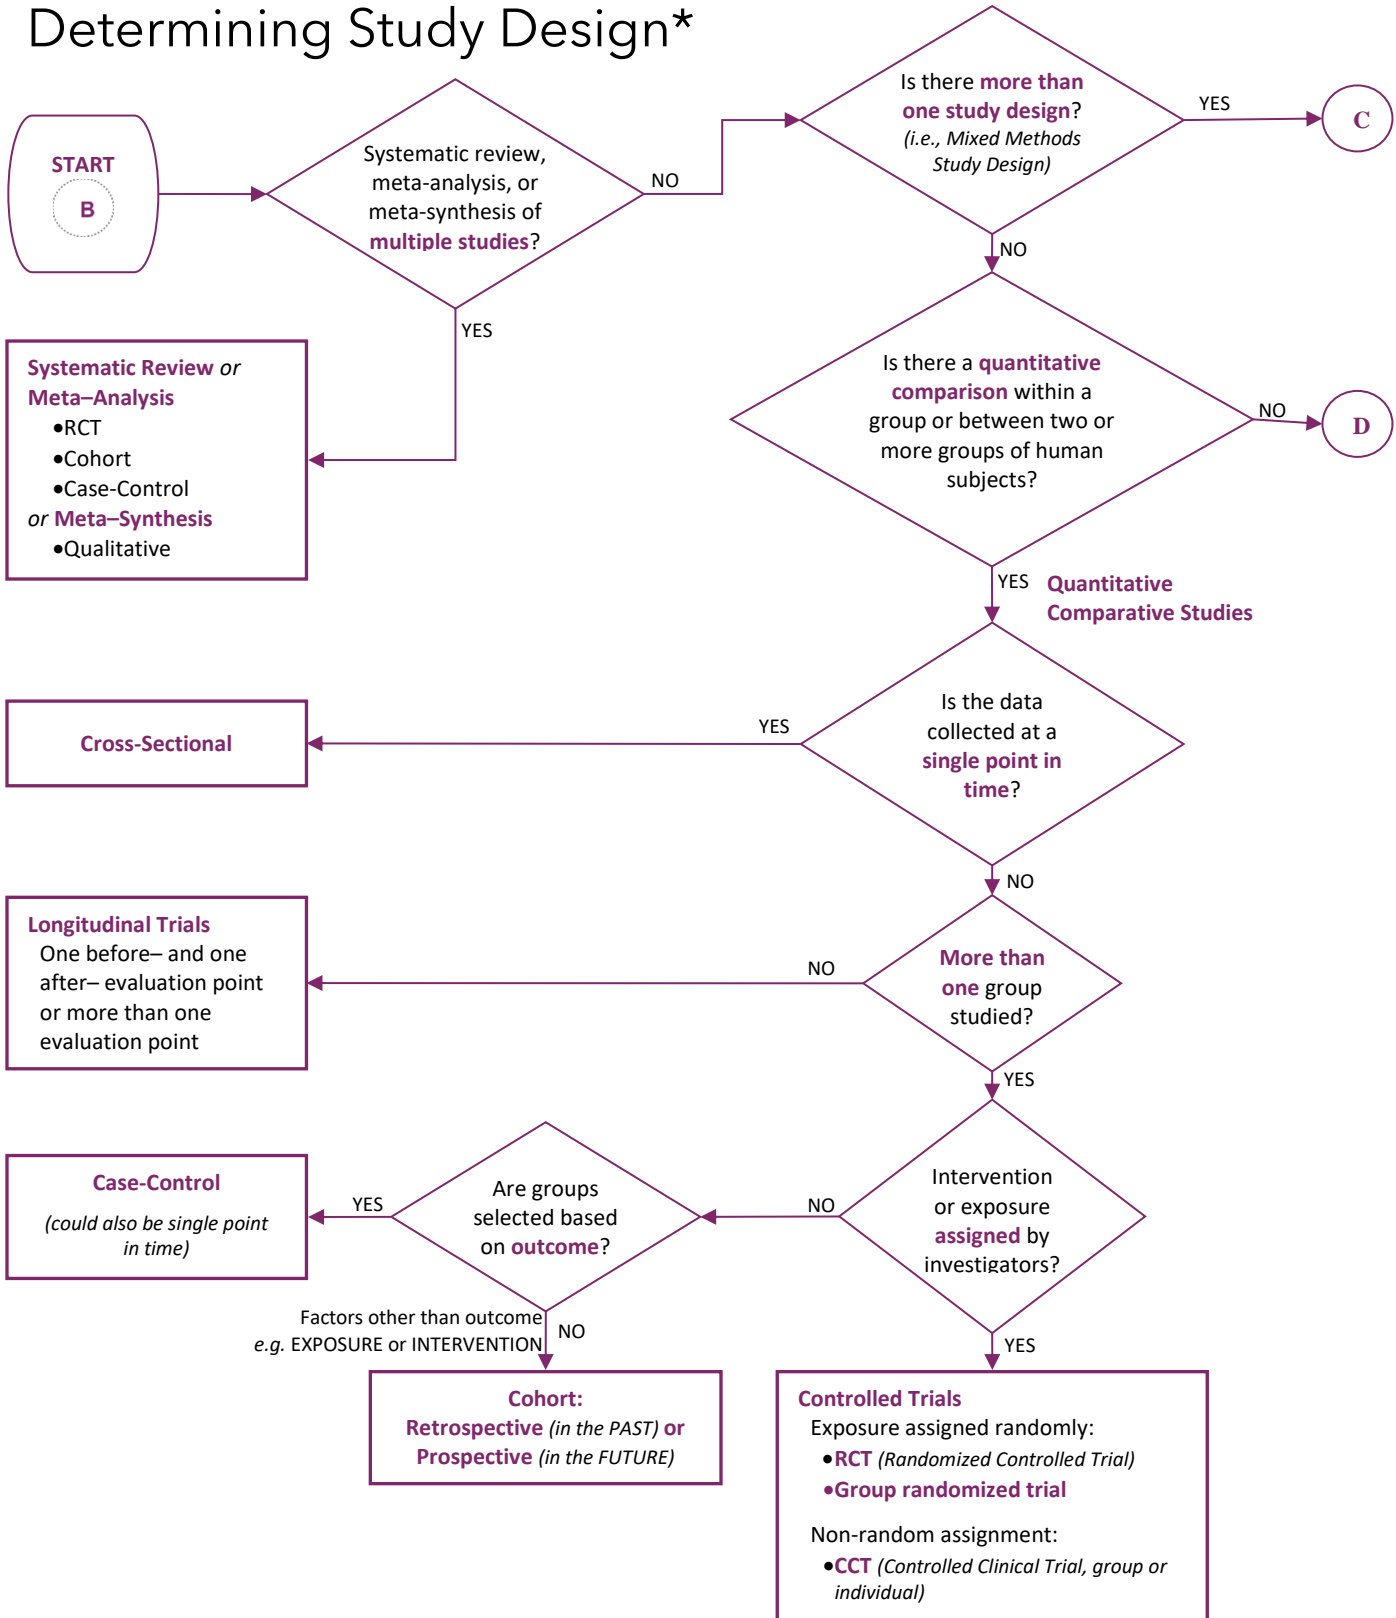 Determining Study Design*
START
B
Systematic review,
meta-analysis, or
meta-synthesis of
multiple studies?
NO
Is there more than
one study design?
(i.e., Mixed Methods
Study Design)
YES
C
NO
YES
Systematic Review or
Meta–Analysis
•RCT
•Cohort
•Case-Control
or Meta–Synthesis
•Qualitative
Is there a quantitative
comparison within a
group or between two or
more groups of human
subjects?
NO
D
YES
Quantitative
Comparative Studies
Is the data
collected at a
single point in
time?
YES
Cross-Sectional
NO
More than
one group
studied?
NO
Longitudinal Trials
One before– and one
after– evaluation point
or more than one
evaluation point
YES
Intervention
or exposure
assigned by
investigators?
NO
Are groups
selected based
on outcome?
YES
Case-Control
(could also be single point
in time)
Factors other than outcome
e.g. EXPOSURE or INTERVENTION
NO
YES
Cohort:
Retrospective (in the PAST) or
Prospective (in the FUTURE)
Controlled Trials
Exposure assigned randomly:
•RCT (Randomized Controlled Trial)
•Group randomized trial
Non-random assignment:
•CCT (Controlled Clinical Trial, group or
individual)